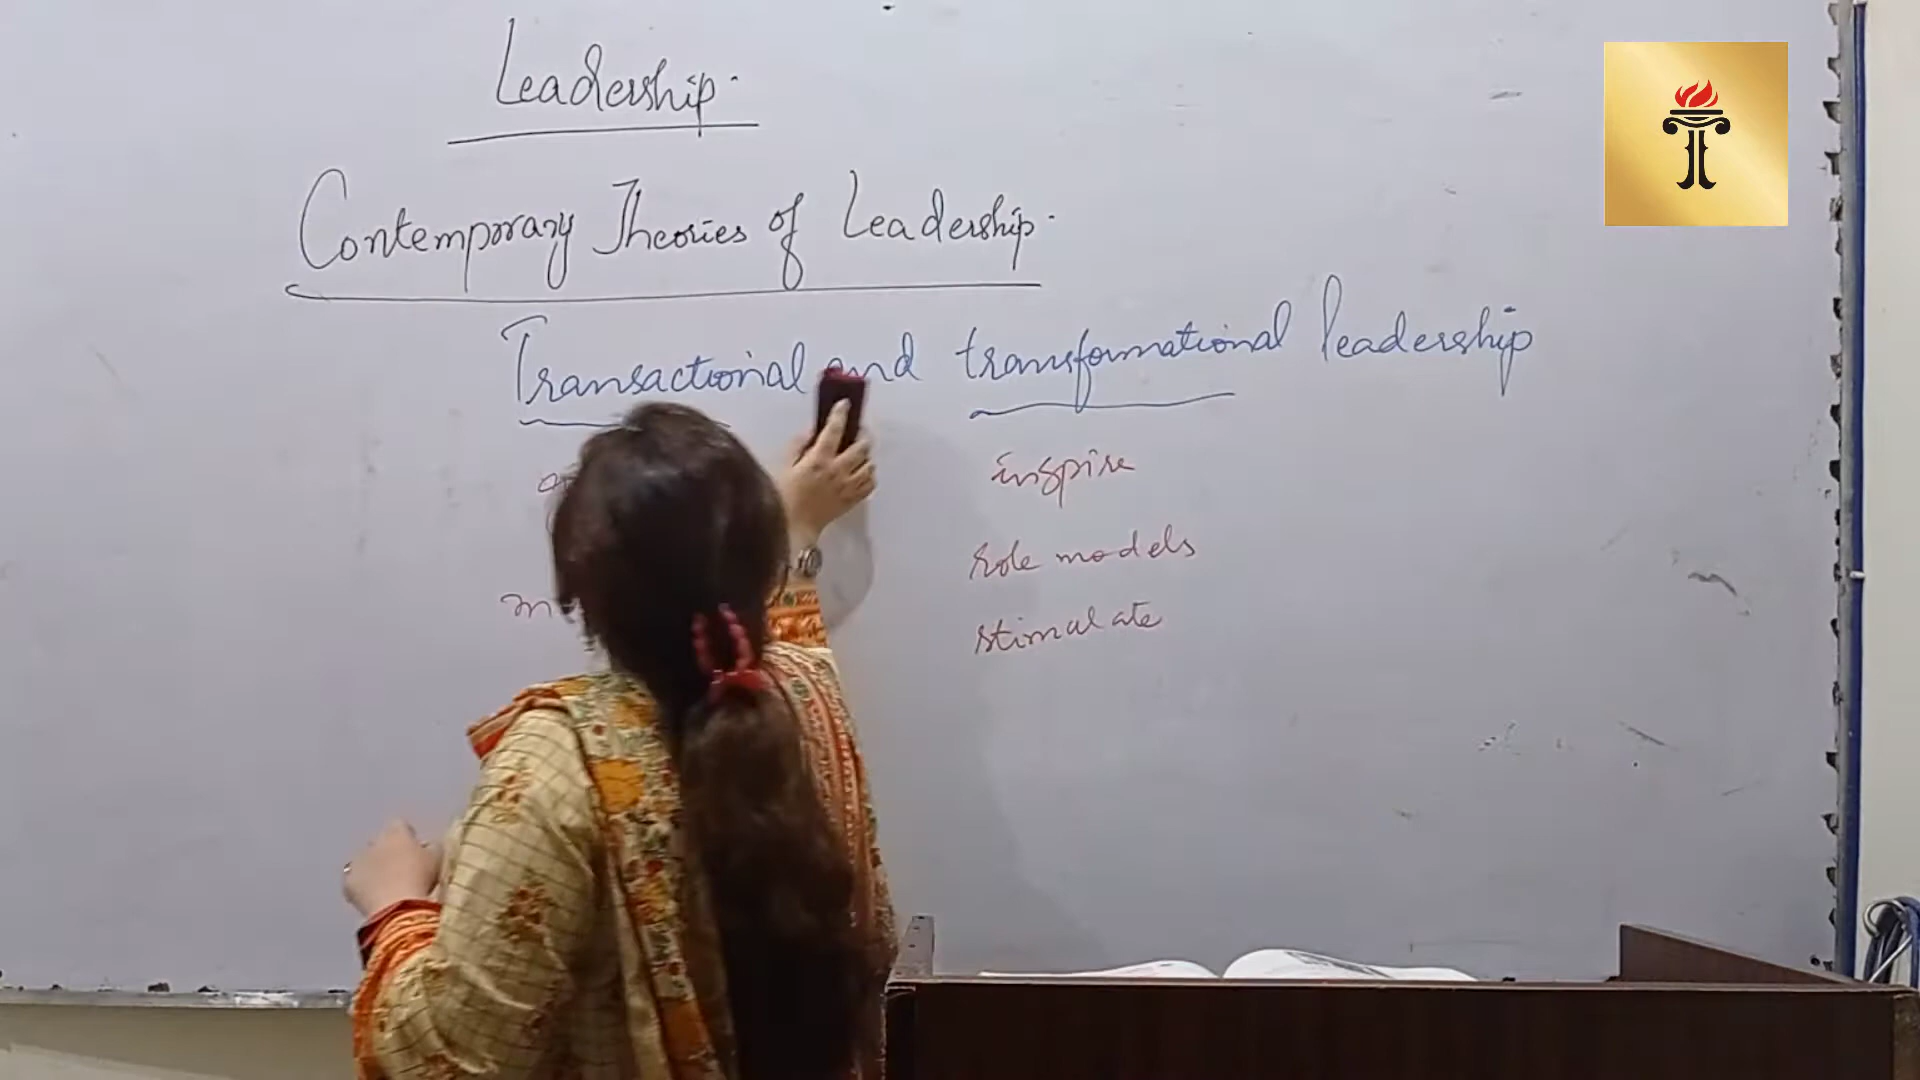 Leadership.
Contemporary Theories of Leadership.
Transactional and transformational leadership
inspire
role models
stimulate